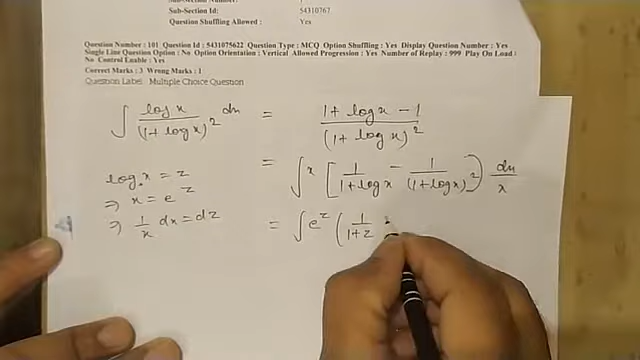 Sub-Section Id: 54310767
Question Shuffling Allowed : Yes
Question Number : 101 Question Id : 5431075622 Question Type : MCQ Option Shuffling : Yes Display Question Number : Yes
Single Line Question Option : No Option Orientation : Vertical Allowed Progression : Yes Number of Replay : 999 Play On Load :
No Control Enable : Yes
Correct Marks : 3 Wrong Marks : 1
Question Label : Multiple Choice Question
∫ log x / (1 + log x)² dx = 1 + log x − 1 / (1 + log x)²
= ∫ x [ 1 / 1 + log x − 1 / (1 + log x)² ] dx / x
log x = z
⇒ x = e^z
⇒ 1/x dx = dz
= ∫ e^z ( 1 / 1+z